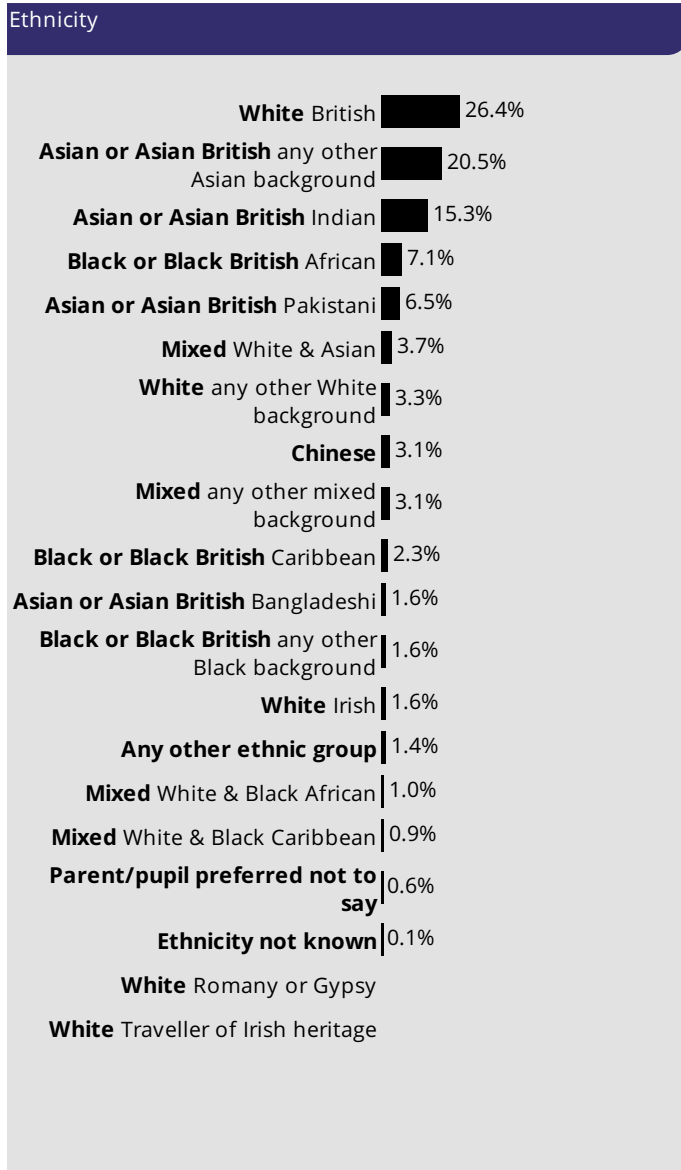 Ethnicity
White British 26.4%
Asian or Asian British any other
Asian background 20.5%
Asian or Asian British Indian 15.3%
Black or Black British African 7.1%
Asian or Asian British Pakistani 6.5%
Mixed White & Asian 3.7%
White any other White
background 3.3%
Chinese 3.1%
Mixed any other mixed
background 3.1%
Black or Black British Caribbean 2.3%
Asian or Asian British Bangladeshi 1.6%
Black or Black British any other
Black background 1.6%
White Irish 1.6%
Any other ethnic group 1.4%
Mixed White & Black African 1.0%
Mixed White & Black Caribbean 0.9%
Parent/pupil preferred not to
say 0.6%
Ethnicity not known 0.1%
White Romany or Gypsy
White Traveller of Irish heritage